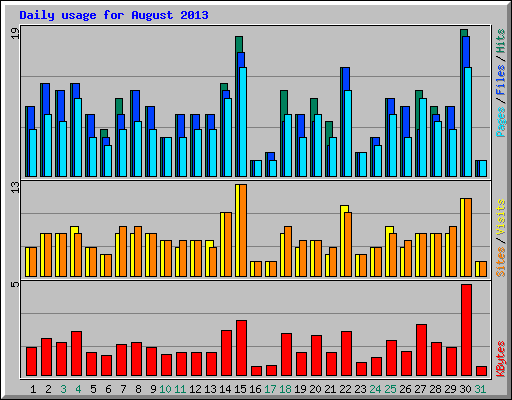 Daily usage for August 2013
19
Pages / Files / Hits
13
Sites / Visits
5
KBytes
1 2 3 4 5 6 7 8 9 10 11 12 13 14 15 16 17 18 19 20 21 22 23 24 25 26 27 28 29 30 31